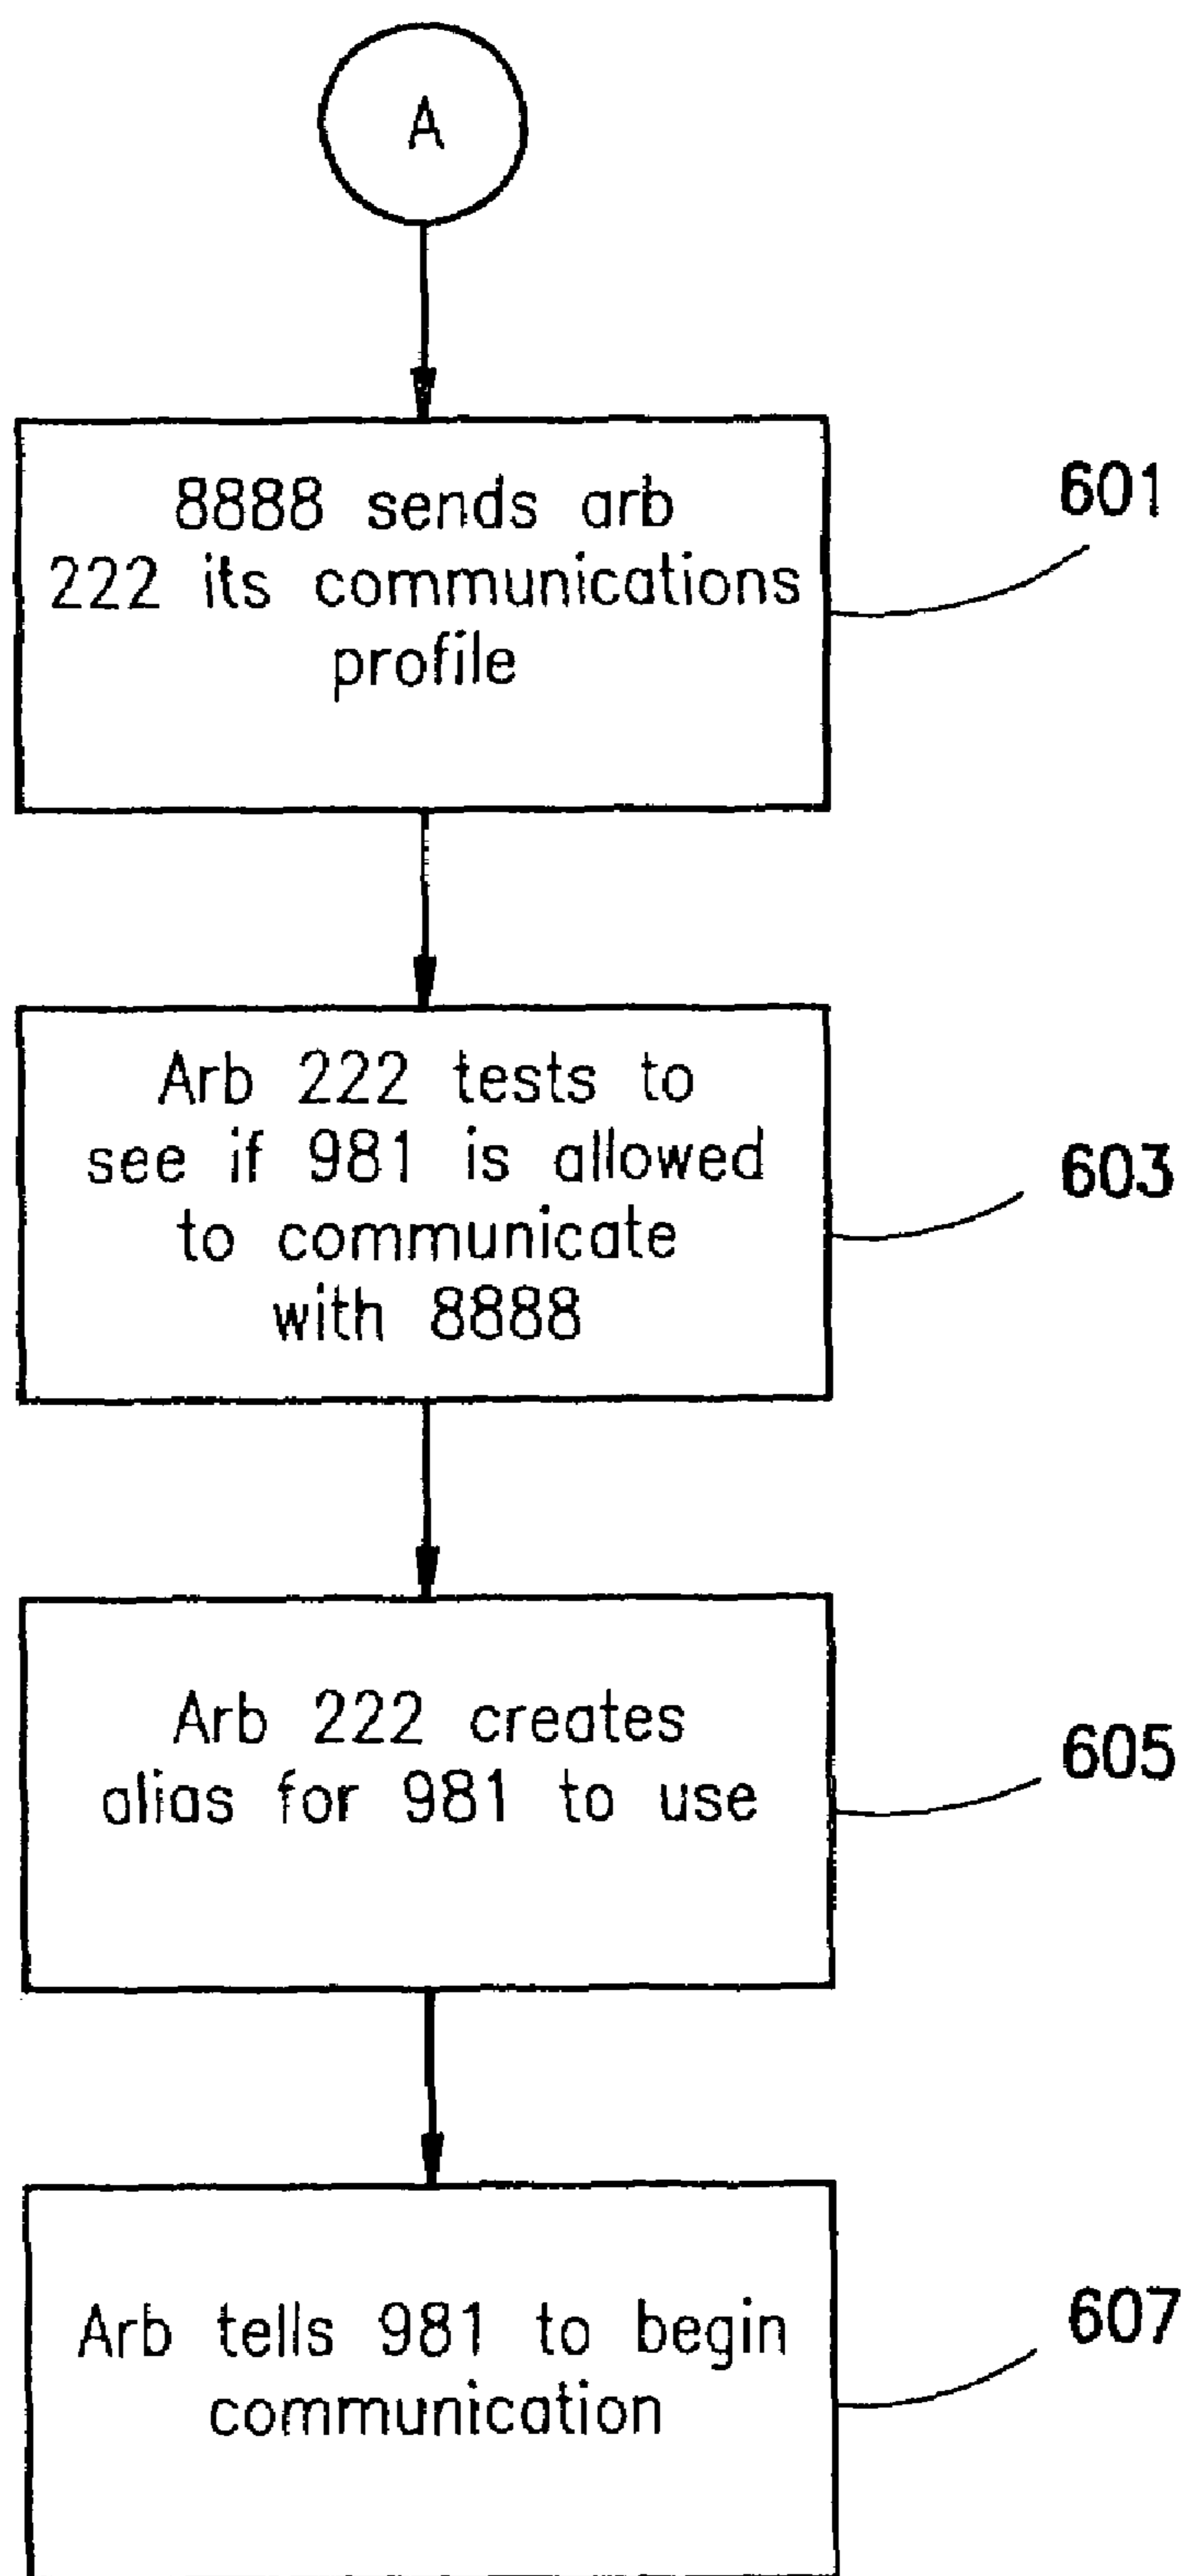 A
8888 sends arb
222 its communications
profile
601
Arb 222 tests to
see if 981 is allowed
to communicate
with 8888
603
Arb 222 creates
alias for 981 to use
605
Arb tells 981 to begin
communication
607